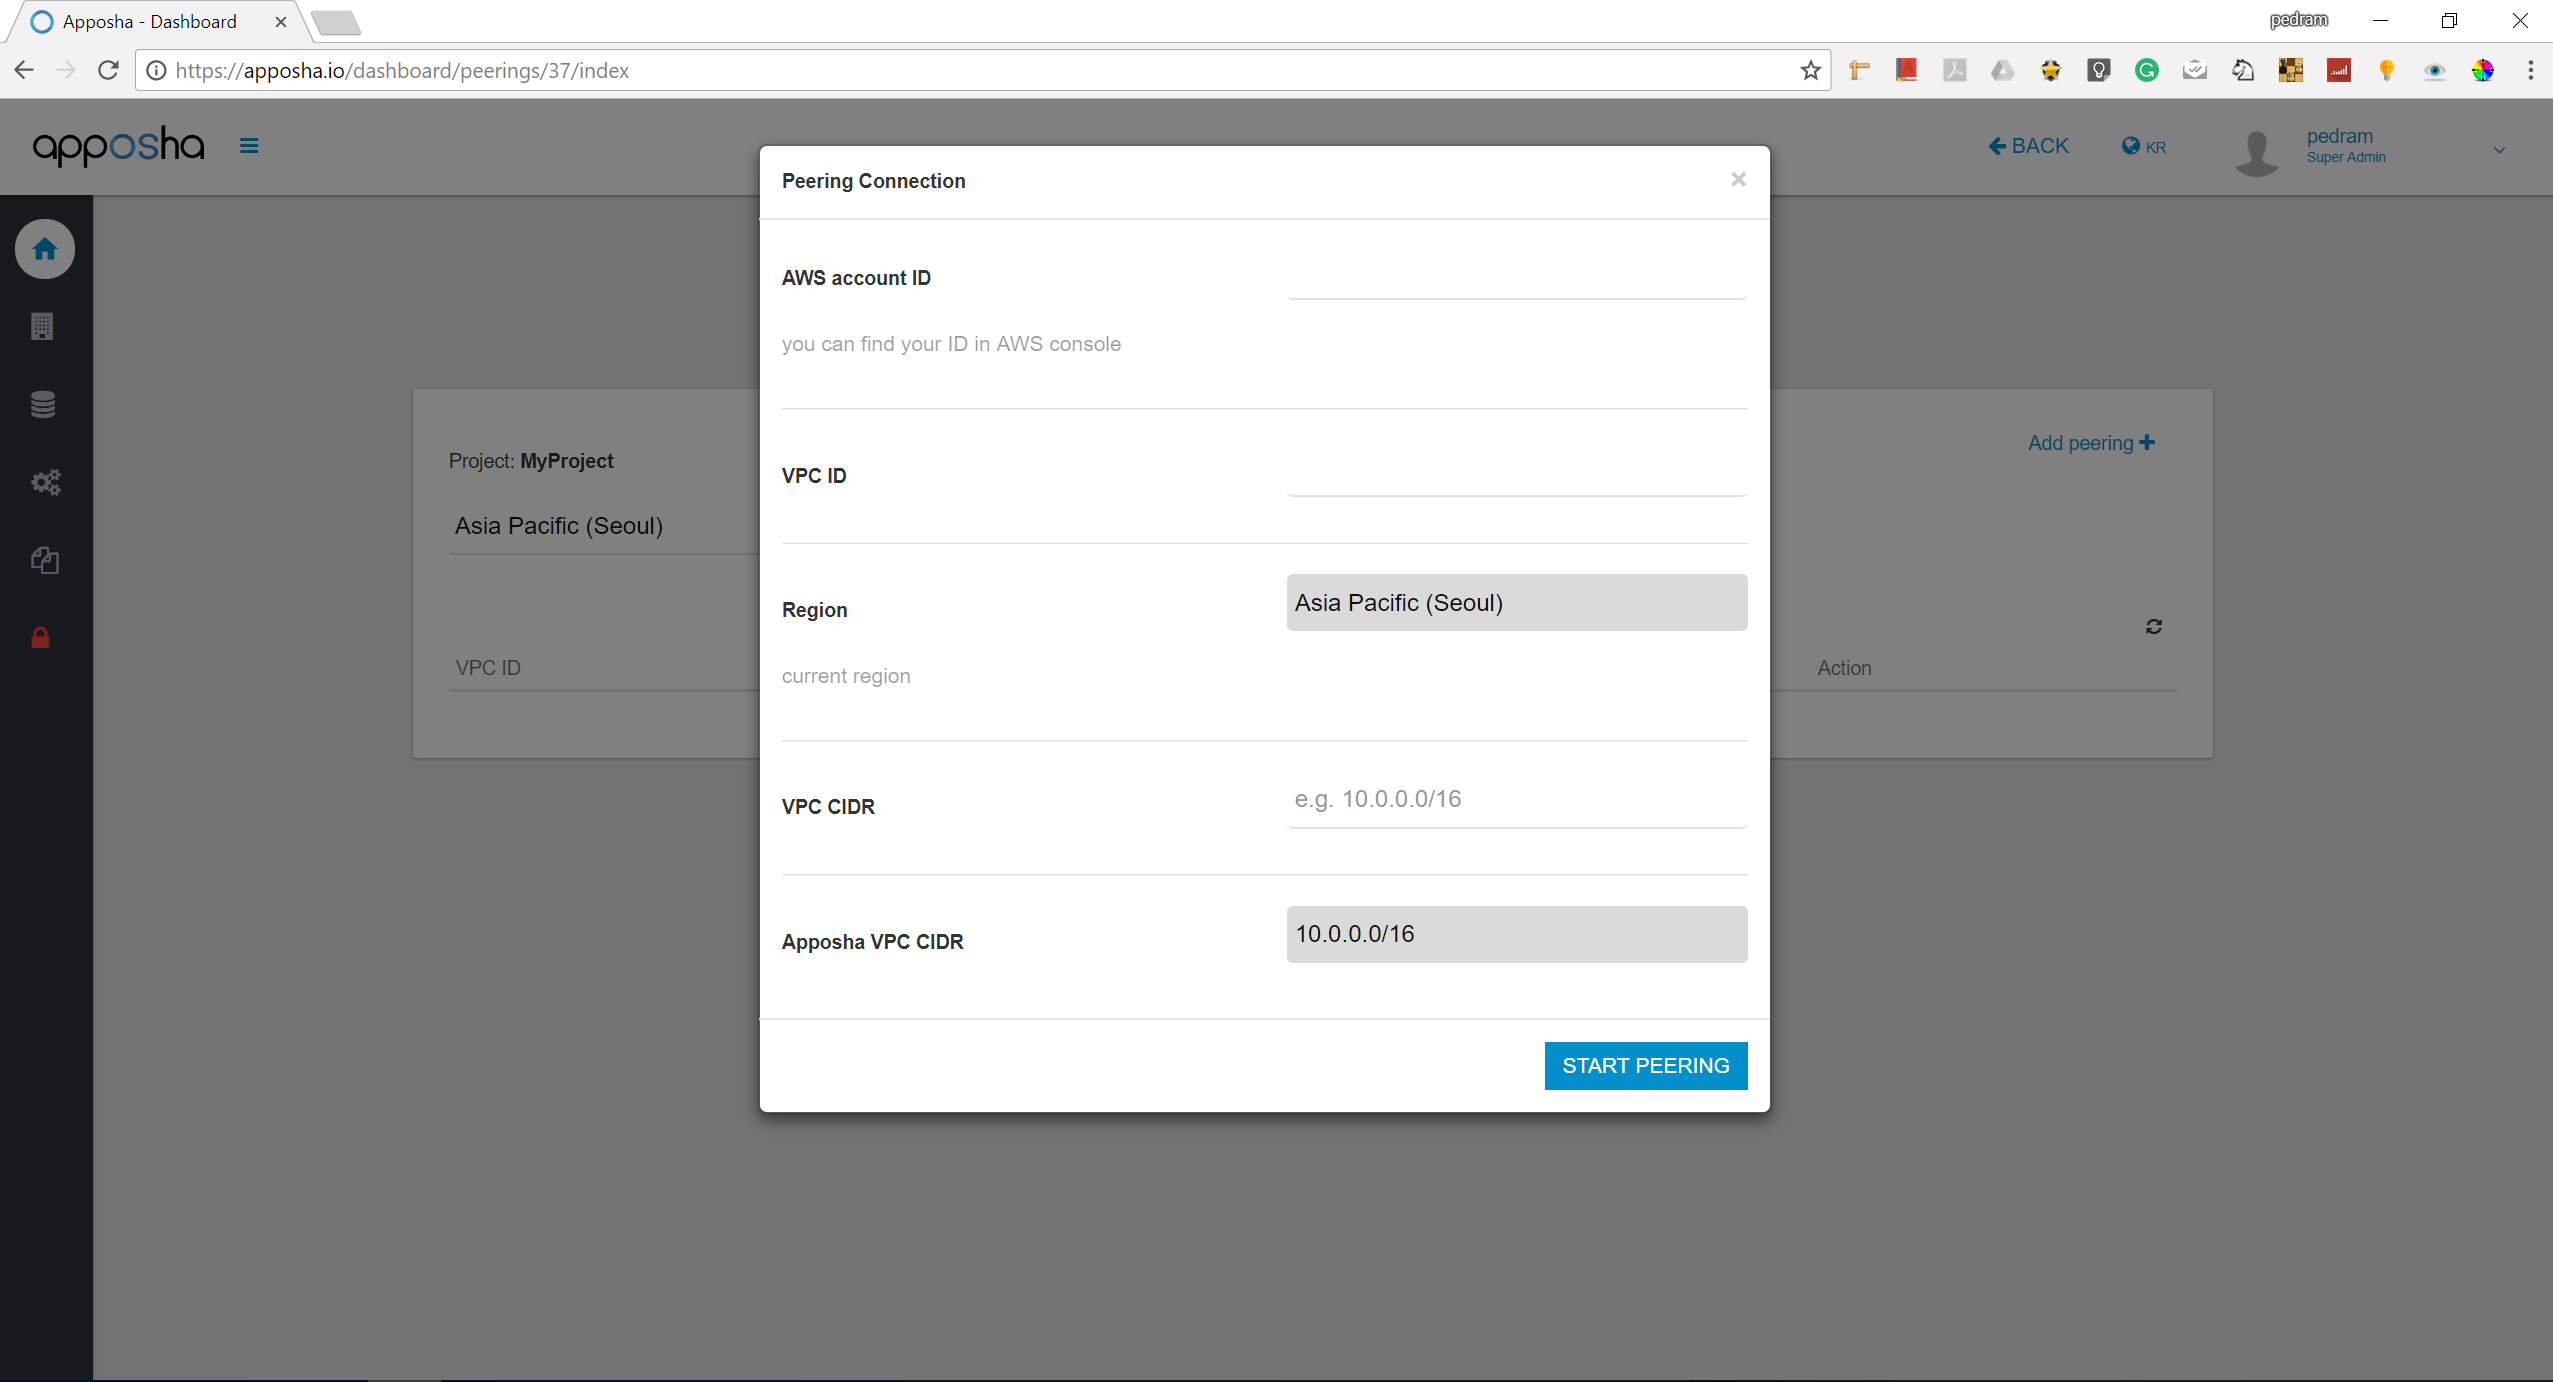 Apposha - Dashboard
pedram
https://apposha.io/dashboard/peerings/37/index
apposha
BACK
KR
pedram
Super Admin
Peering Connection
AWS account ID
you can find your ID in AWS console
VPC ID
Region
Asia Pacific (Seoul)
current region
VPC CIDR
e.g. 10.0.0.0/16
Apposha VPC CIDR
10.0.0.0/16
START PEERING
Project: MyProject
Add peering
Asia Pacific (Seoul)
VPC ID
Action